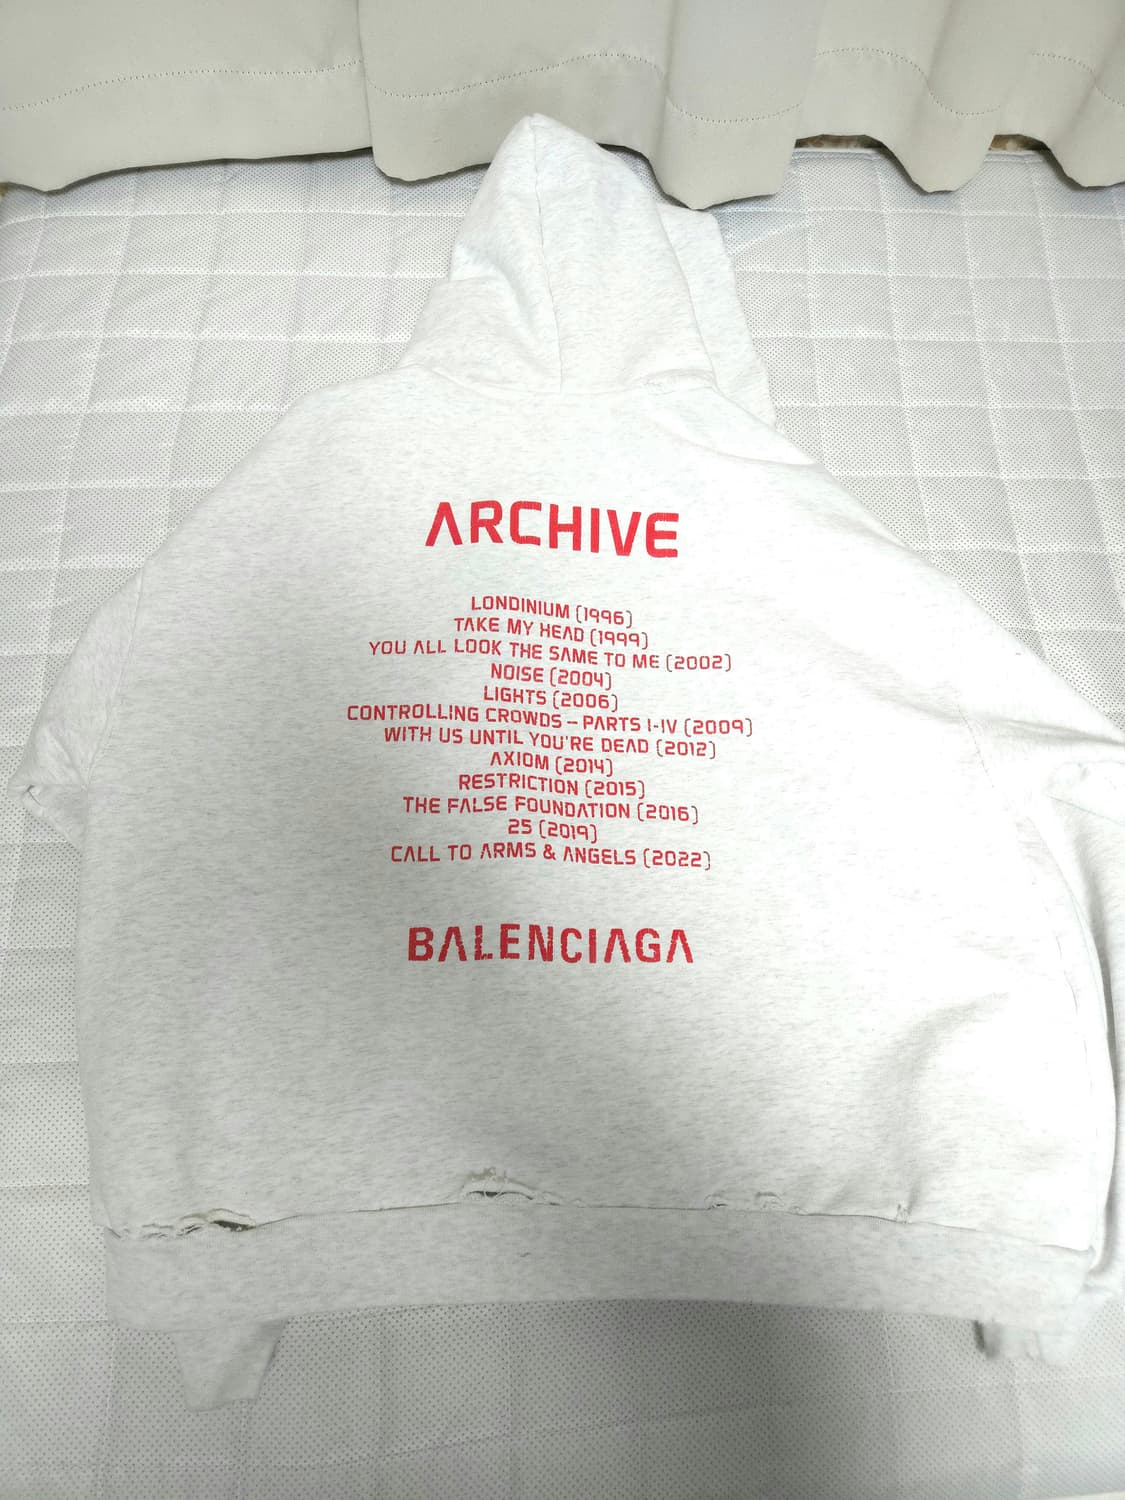 ARCHIVE
LONDINIUM (1996)
TAKE MY HEAD (1999)
YOU ALL LOOK THE SAME TO ME (2002)
NOISE (2004)
LIGHTS (2006)
CONTROLLING CROWDS – PARTS I-IV (2009)
WITH US UNTIL YOU'RE DEAD (2012)
AXIOM (2014)
RESTRICTION (2015)
THE FALSE FOUNDATION (2016)
25 (2019)
CALL TO ARMS & ANGELS (2022)
BALENCIAGA